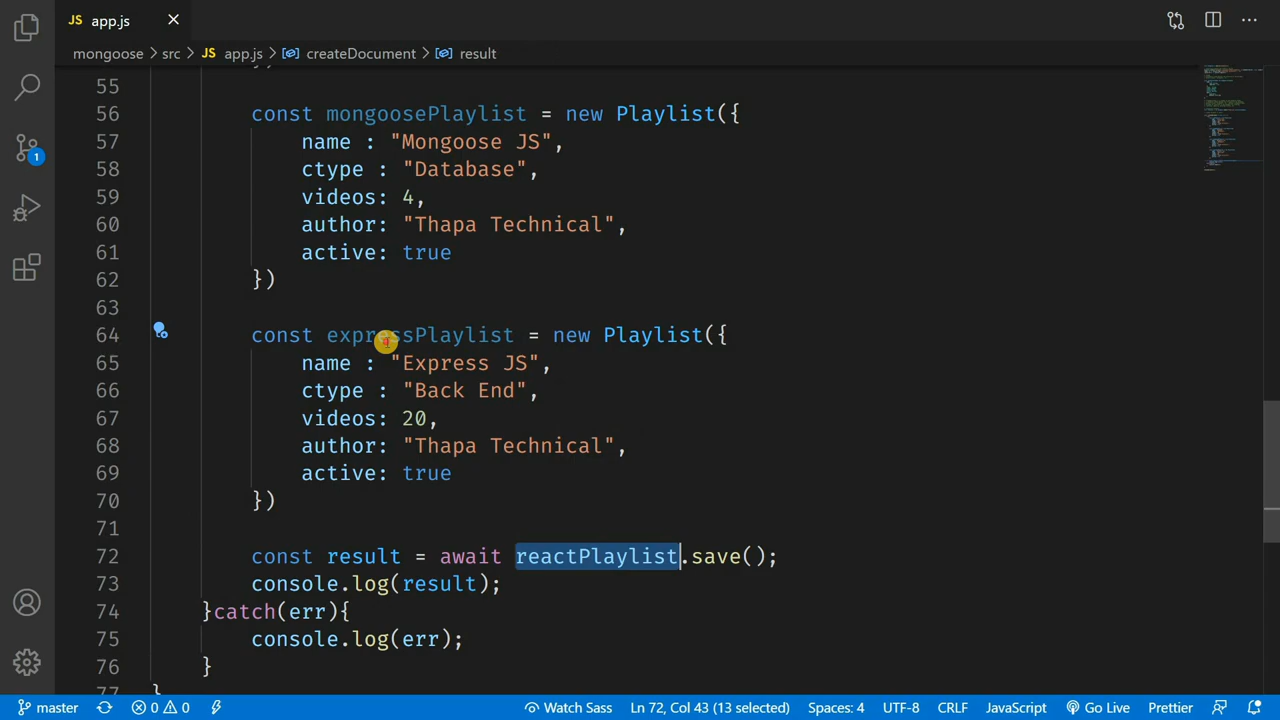 JS app.js
mongoose > src > JS app.js > createDocument > result
55
56 const mongoosePlaylist = new Playlist({
57 name : "Mongoose JS",
58 ctype : "Database",
59 videos: 4,
60 author: "Thapa Technical",
61 active: true
62 })
63
64 const expressPlaylist = new Playlist({
65 name : "Express JS",
66 ctype : "Back End",
67 videos: 20,
68 author: "Thapa Technical",
69 active: true
70 })
71
72 const result = await reactPlaylist.save();
73 console.log(result);
74 }catch(err){
75 console.log(err);
76 }
77 }
1
master 0 0 Watch Sass Ln 72, Col 43 (13 selected) Spaces: 4 UTF-8 CRLF JavaScript Go Live Prettier